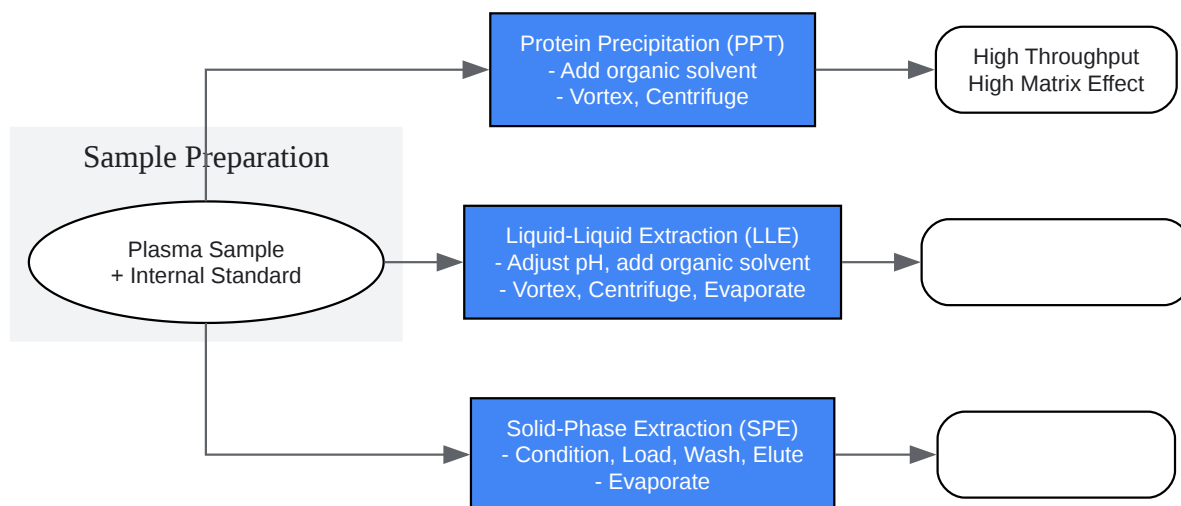 Protein Precipitation (PPT)
- Add organic solvent
- Vortex, Centrifuge
High Throughput
High Matrix Effect
Sample Preparation
Plasma Sample
+ Internal Standard
Liquid-Liquid Extraction (LLE)
- Adjust pH, add organic solvent
- Vortex, Centrifuge, Evaporate
Solid-Phase Extraction (SPE)
- Condition, Load, Wash, Elute
- Evaporate